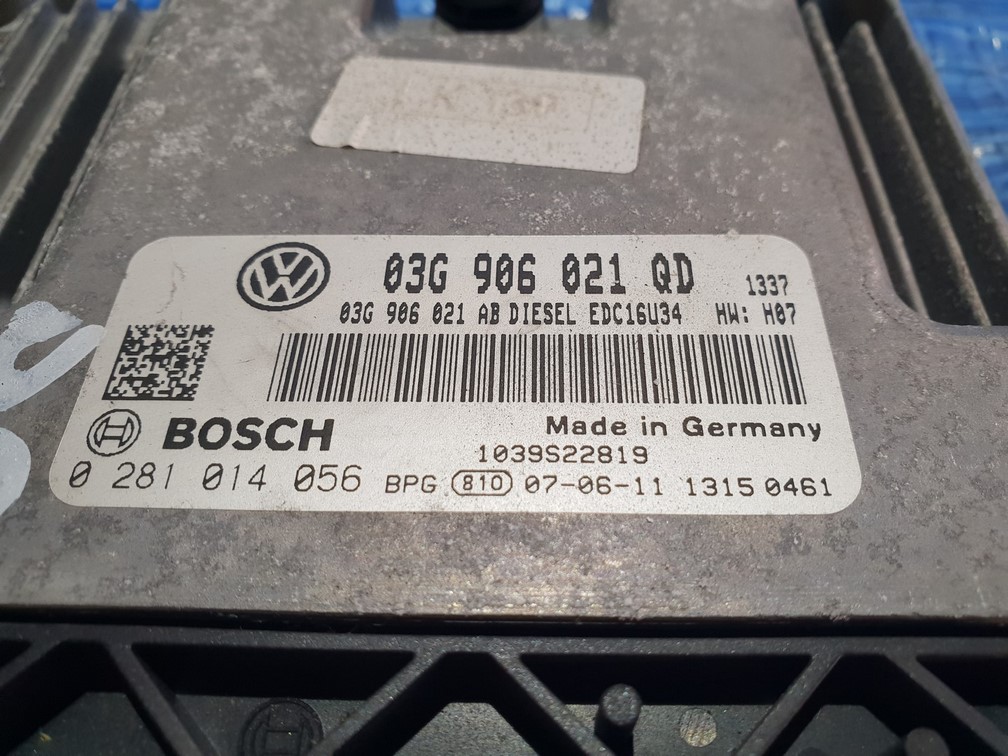 03G 906 021 QD 1337
03G 906 021 AB DIESEL EDC16U34 HW: H07
BOSCH
Made in Germany
1039S22819
0 281 014 056 BPG 810 07-06-11 1315 0461